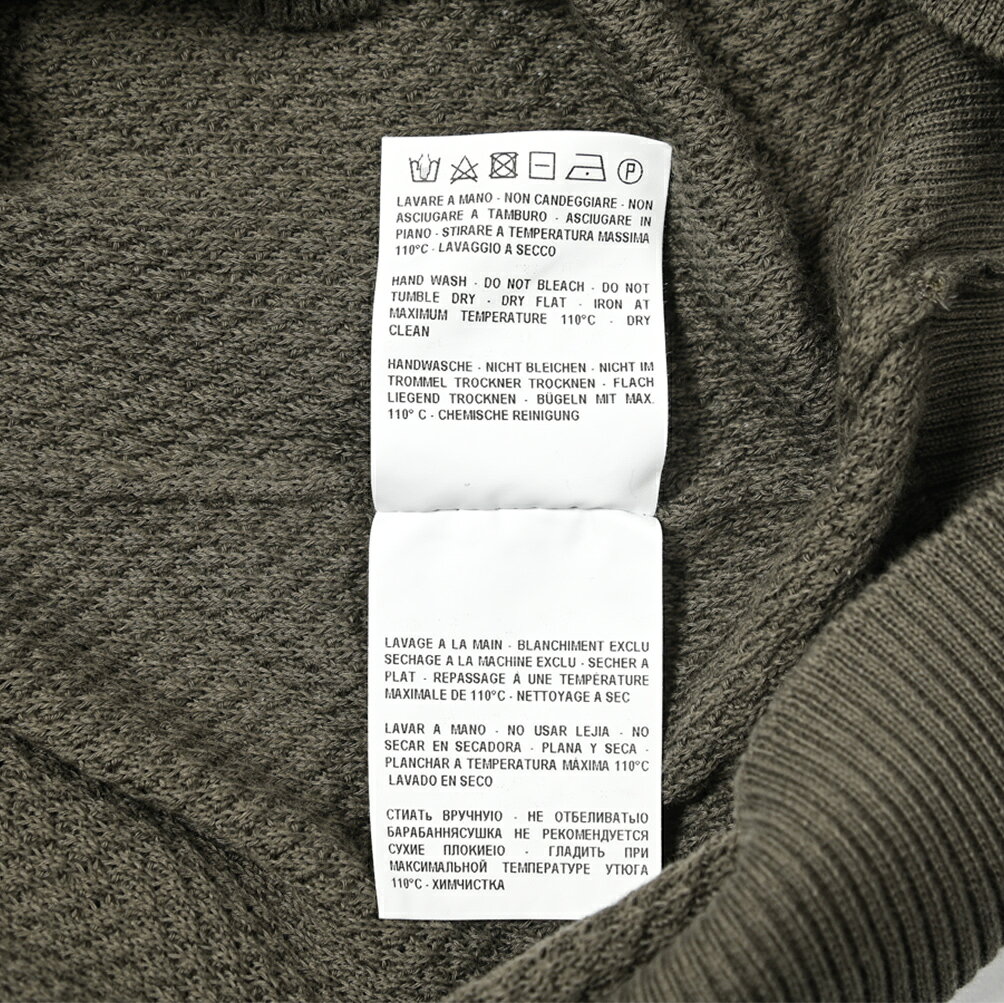 P
LAVARE A MANO - NON CANDEGGIARE - NON
ASCIUGARE A TAMBURO - ASCIUGARE IN
PIANO - STIRARE A TEMPERATURA MASSIMA
110°C - LAVAGGIO A SECCO
HAND WASH - DO NOT BLEACH - DO NOT
TUMBLE DRY - DRY FLAT - IRON AT
MAXIMUM TEMPERATURE 110°C - DRY
CLEAN
HANDWASCHE - NICHT BLEICHEN - NICHT IM
TROMMEL TROCKNER TROCKNEN - FLACH
LIEGEND TROCKNEN - BÜGELN MIT MAX.
110° C - CHEMISCHE REINIGUNG
LAVAGE A LA MAIN - BLANCHIMENT EXCLU
SECHAGE A LA MACHINE EXCLU - SECHER A
PLAT - REPASSAGE À UNE TEMPÉRATURE
MAXIMALE DE 110°C - NETTOYAGE A SEC
LAVAR A MANO - NO USAR LEJIA - NO
SECAR EN SECADORA - PLANA Y SECA -
PLANCHAR A TEMPERATURA MÁXIMA 110°C
LAVADO EN SECO
СТИАТЬ ВРУЧНУЮ - НЕ ОТБЕЛИВАТЬЮ
БАРАБАННЯСУШКА НЕ РЕКОМЕНДУЕТСЯ
СУХИЕ ПЛОКИЕЮ - ГЛАДИТЬ ПРИ
МАКСИМАЛЬНОЙ ТЕМПЕРАТУРЕ УТЮГА
110°C - ХИМЧИСТКА